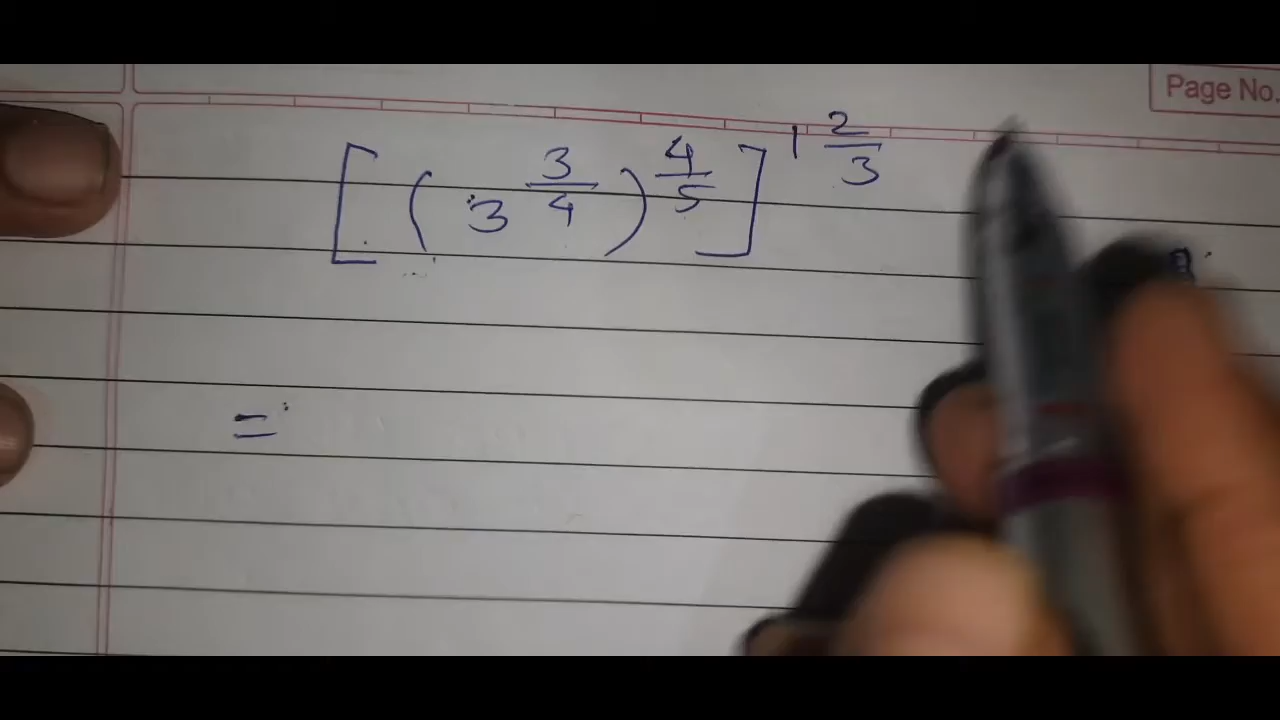 Page No.
[(3^{3/4})^{4/5}]^{1 2/3}
=